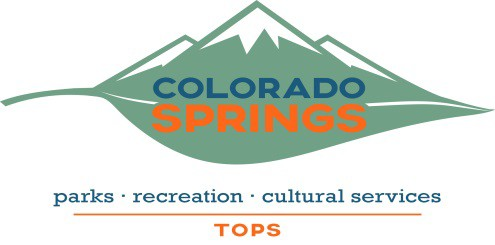 COLORADO
SPRINGS
parks · recreation · cultural services
TOPS